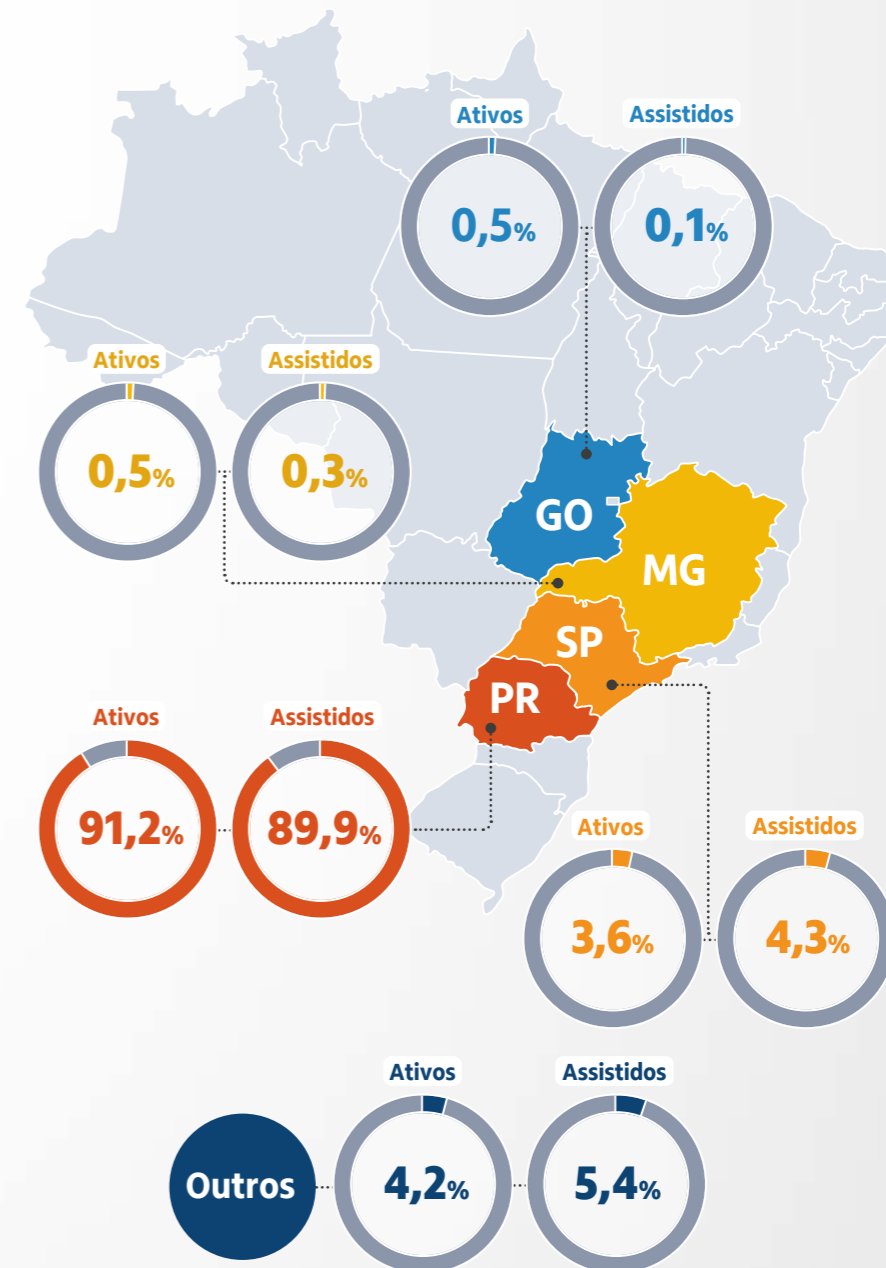 Ativos Assistidos
0,5% 0,1%
Ativos Assistidos
0,5% 0,3%
GO
MG
SP
PR
Ativos Assistidos
91,2% 89,9%
Ativos Assistidos
3,6% 4,3%
Ativos Assistidos
Outros 4,2% 5,4%